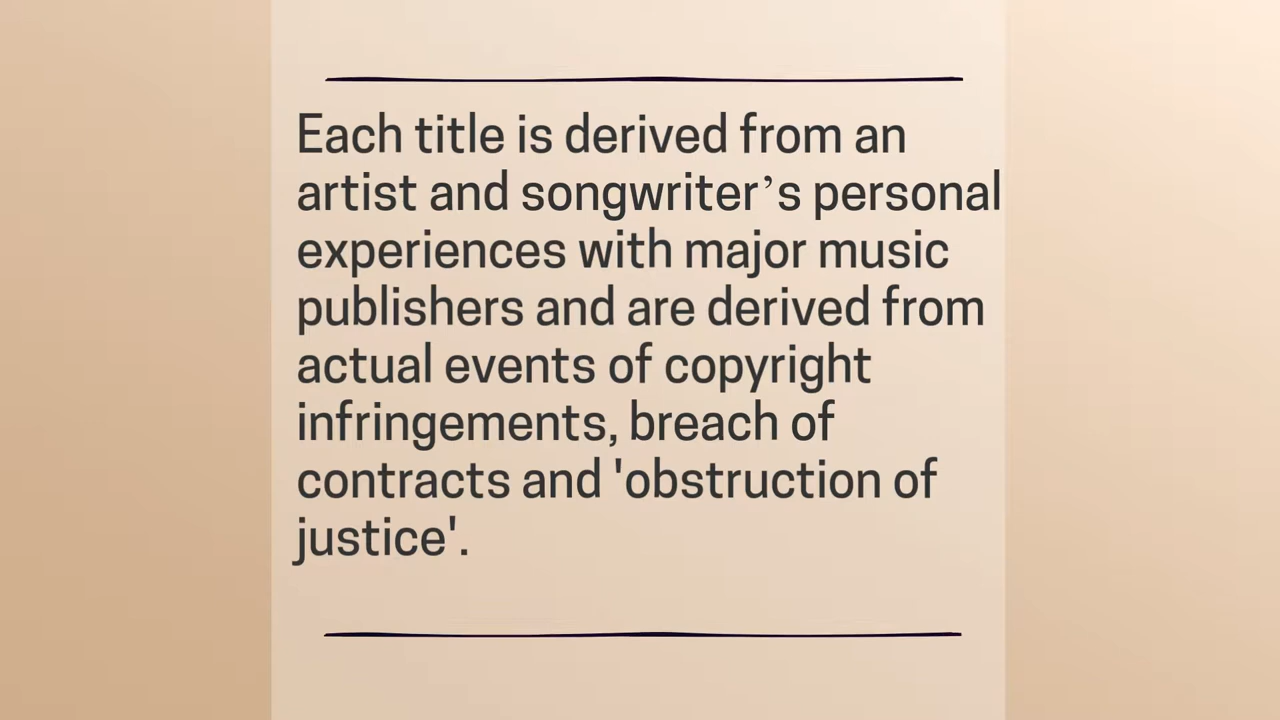 Each title is derived from an
artist and songwriter’s personal
experiences with major music
publishers and are derived from
actual events of copyright
infringements, breach of
contracts and 'obstruction of
justice'.